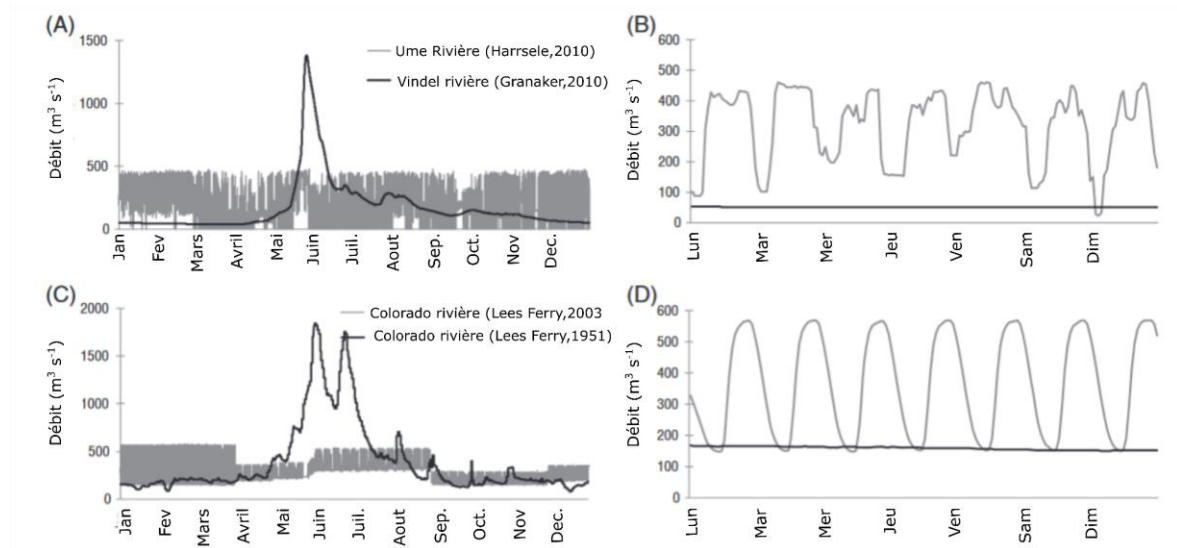 (A)
1500
1000
500
0
Débit (m³ s⁻¹)
Ume Rivière (Harrsele,2010)
Vindel rivière (Granaker,2010)
Jan Fev Mars Avril Mai Juin Juil. Aout Sep. Oct. Nov Dec.
(B)
600
500
400
300
200
100
0
Débit (m³ s⁻¹)
Lun Mar Mer Jeu Ven Sam Dim
(C)
2000
1500
1000
500
0
Débit (m³ s⁻¹)
Colorado rivière (Lees Ferry,2003
Colorado rivière (Lees Ferry,1951)
Jan Fev Mars Avril Mai Juin Juil. Aout Sep. Oct. Nov Dec.
(D)
600
500
400
300
200
100
0
Débit (m³ s⁻¹)
Lun Mar Mer Jeu Ven Sam Dim